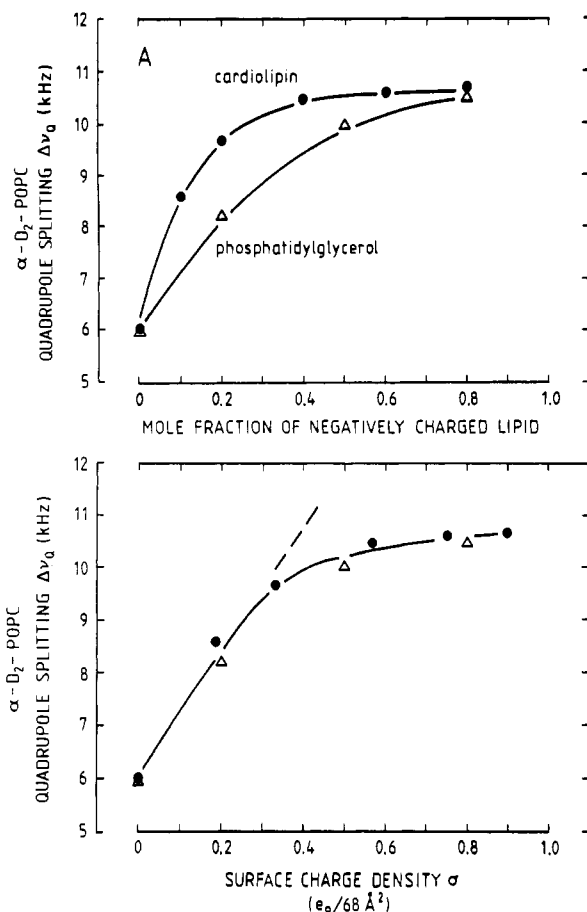 A
cardiolipin
phosphatidylglycerol
α-D₂-POPC
QUADRUPOLE SPLITTING Δν_Q (kHz)
12
11
10
9
8
7
6
5
0
0.2
0.4
0.6
0.8
1.0
MOLE FRACTION OF NEGATIVELY CHARGED LIPID
α-D₂-POPC
QUADRUPOLE SPLITTING Δν_Q (kHz)
12
11
10
9
8
7
6
5
0
0.2
0.4
0.6
0.8
1.0
SURFACE CHARGE DENSITY σ
(e₀/68 Å²)